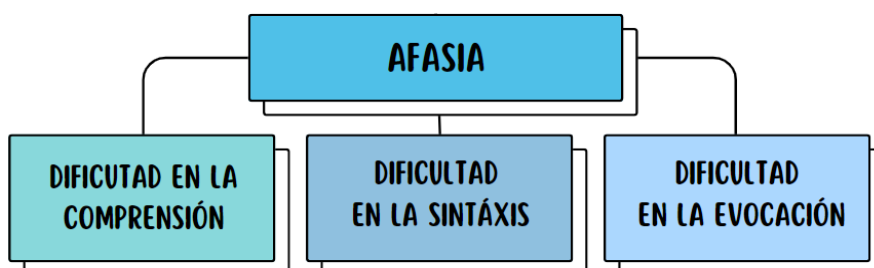 AFASIA
DIFICUTAD EN LA
COMPRENSIÓN
DIFICULTAD
EN LA SINTÁXIS
DIFICULTAD
EN LA EVOCACIÓN